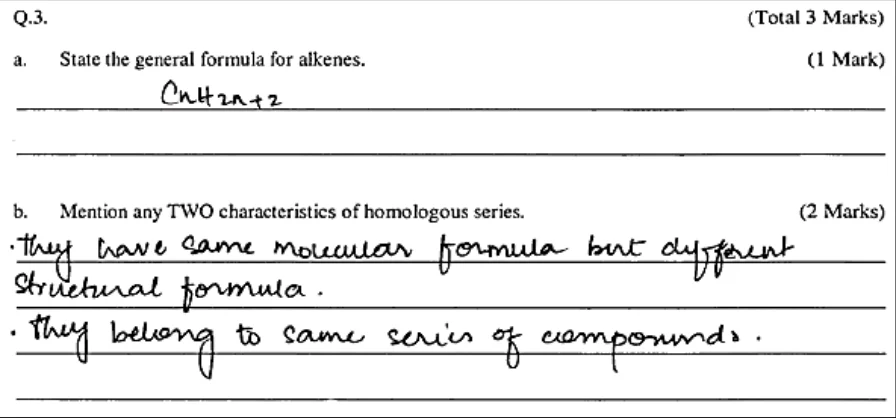 Q.3. (Total 3 Marks)
a. State the general formula for alkenes. (1 Mark)
CnH2n+2
b. Mention any TWO characteristics of homologous series. (2 Marks)
· They have same molecular formula but different
structural formula.
· They belong to same series of compounds.